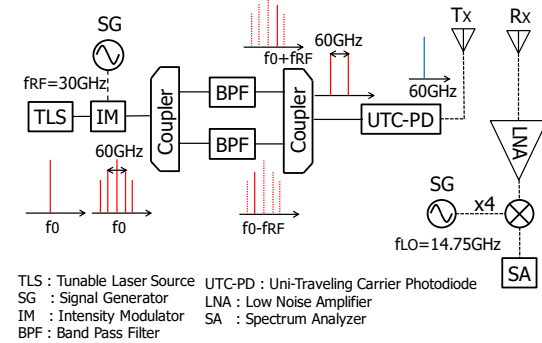 SG
Tx
Rx
fRF=30GHz
f0+fRF
60GHz
60GHz
TLS
IM
Coupler
BPF
BPF
Coupler
UTC-PD
LNA
60GHz
f0
f0
f0-fRF
SG
x4
fLO=14.75GHz
SA
TLS : Tunable Laser Source
SG : Signal Generator
IM : Intensity Modulator
BPF : Band Pass Filter
UTC-PD : Uni-Traveling Carrier Photodiode
LNA : Low Noise Amplifier
SA : Spectrum Analyzer